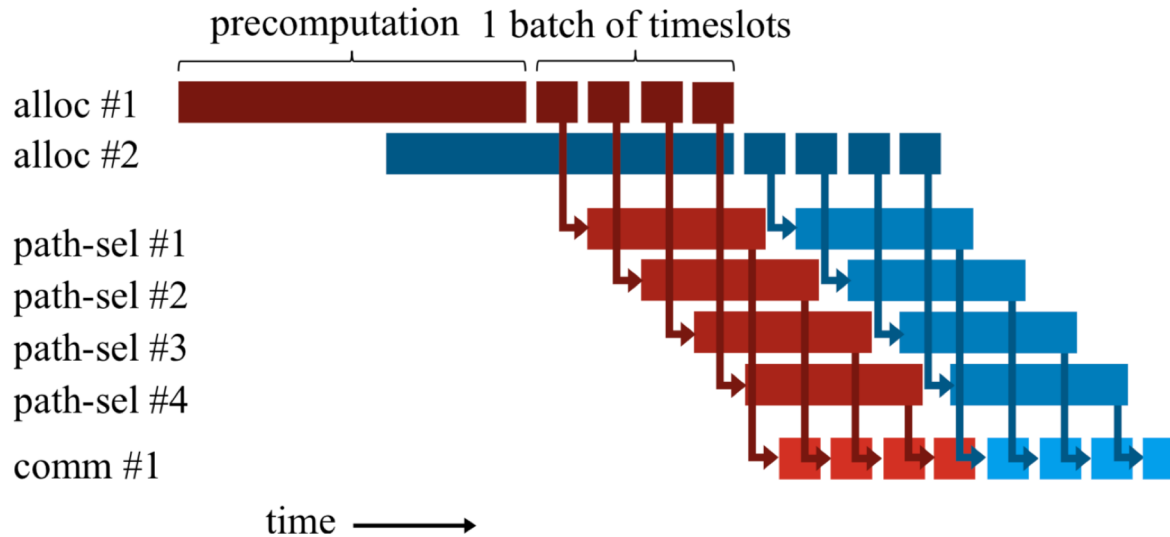 precomputation 1 batch of timeslots
alloc #1
alloc #2
path-sel #1
path-sel #2
path-sel #3
path-sel #4
comm #1
time